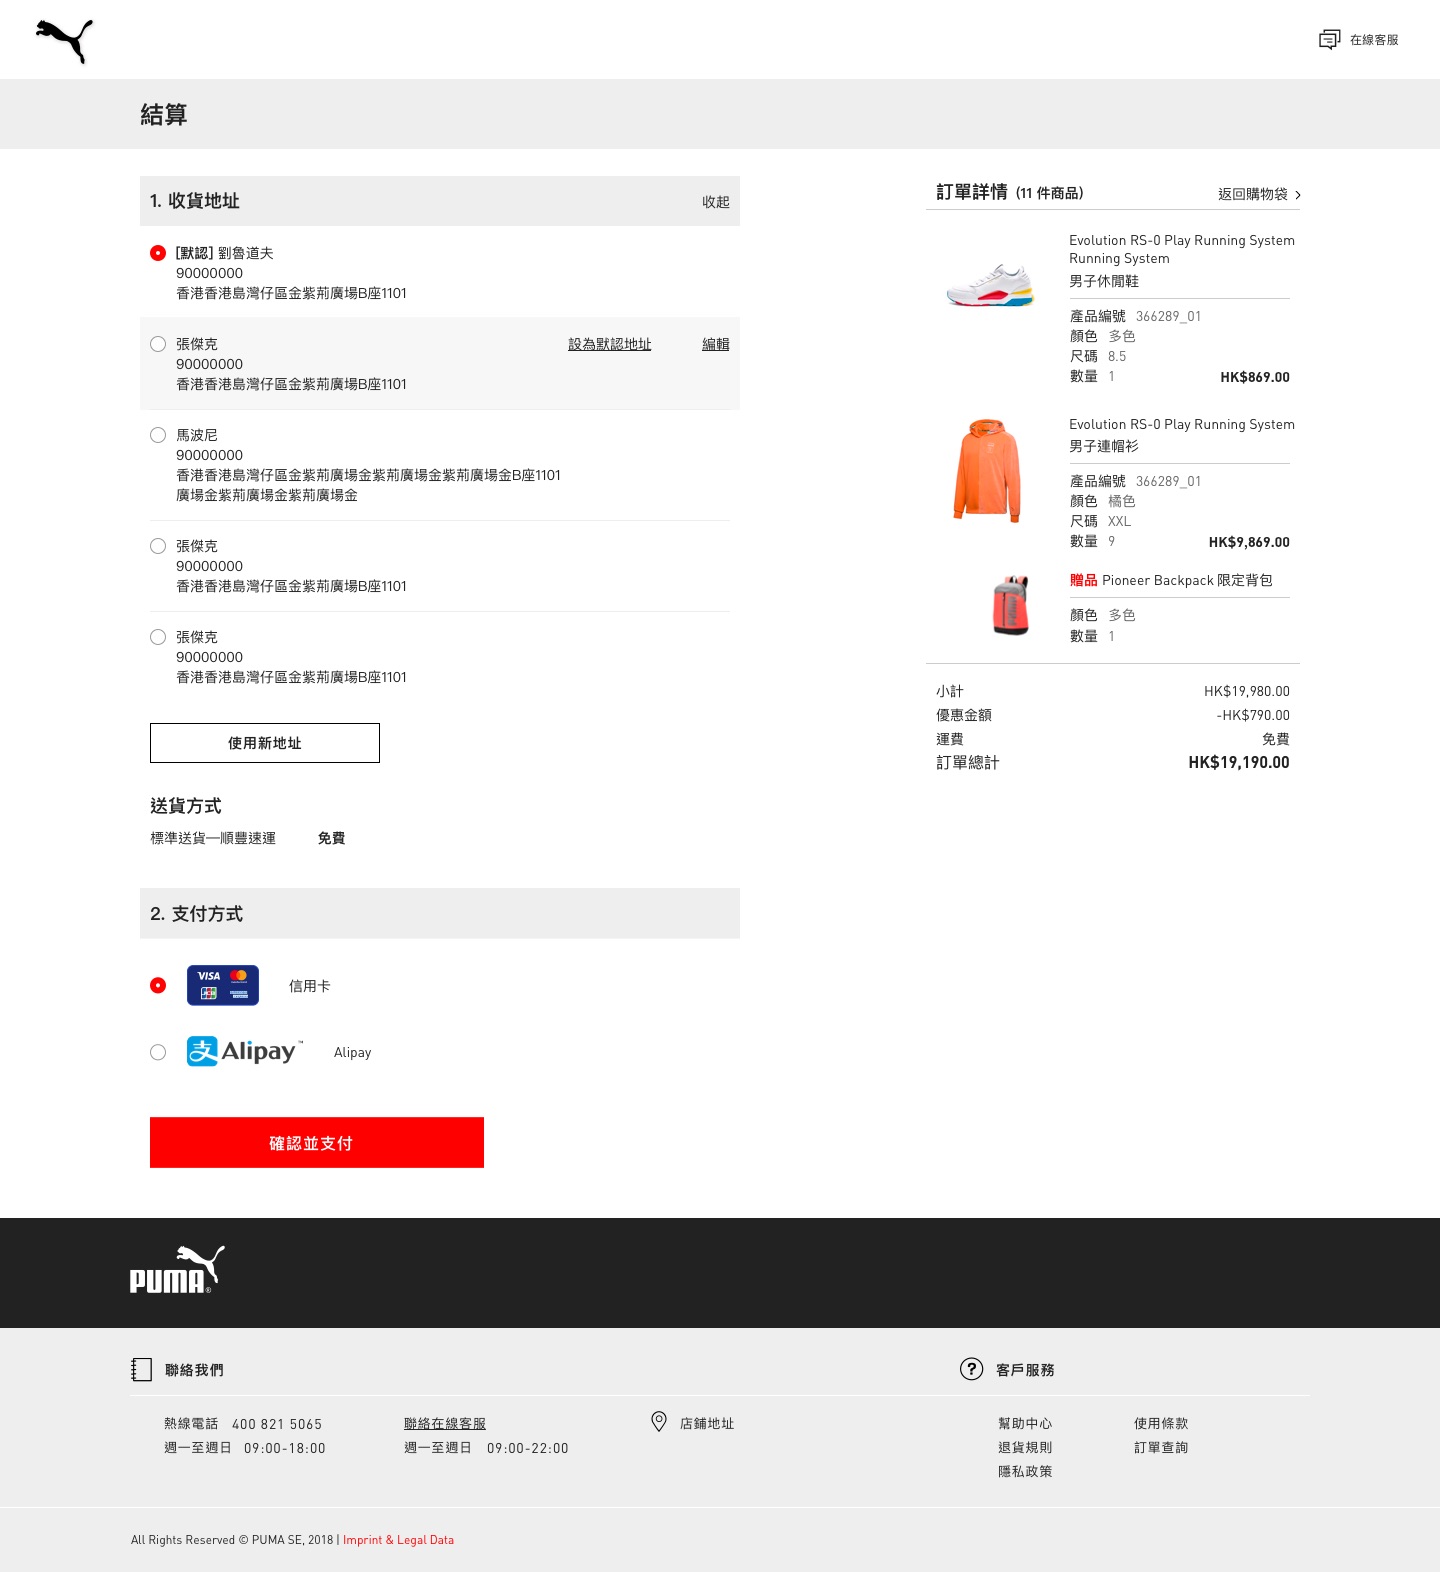 在線客服
結算
1. 收貨地址 收起
[默認] 劉魯道夫
90000000
香港香港島灣仔區金紫荊廣場B座1101
張傑克 設為默認地址 編輯
90000000
香港香港島灣仔區金紫荊廣場B座1101
馬波尼
90000000
香港香港島灣仔區金紫荊廣場金紫荊廣場金紫荊廣場金B座1101
廣場金紫荊廣場金紫荊廣場金
張傑克
90000000
香港香港島灣仔區金紫荊廣場B座1101
張傑克
90000000
香港香港島灣仔區金紫荊廣場B座1101
使用新地址
送貨方式
標準送貨—順豐速運 免費
2. 支付方式
VISA
JCB
信用卡
支 Alipay™ Alipay
確認並支付
訂單詳情 (11 件商品) 返回購物袋
Evolution RS-0 Play Running System
Running System
男子休閒鞋
產品編號 366289_01
顏色 多色
尺碼 8.5
數量 1 HK$869.00
Evolution RS-0 Play Running System
男子連帽衫
產品編號 366289_01
顏色 橘色
尺碼 XXL
數量 9 HK$9,869.00
贈品 Pioneer Backpack 限定背包
顏色 多色
數量 1
小計 HK$19,980.00
優惠金額 -HK$790.00
運費 免費
訂單總計 HK$19,190.00
PUMA®
聯絡我們
熱線電話 400 821 5065
週一至週日 09:00-18:00
聯絡在線客服
週一至週日 09:00-22:00
店鋪地址
客戶服務
幫助中心 使用條款
退貨規則 訂單查詢
隱私政策
All Rights Reserved © PUMA SE, 2018 | Imprint & Legal Data